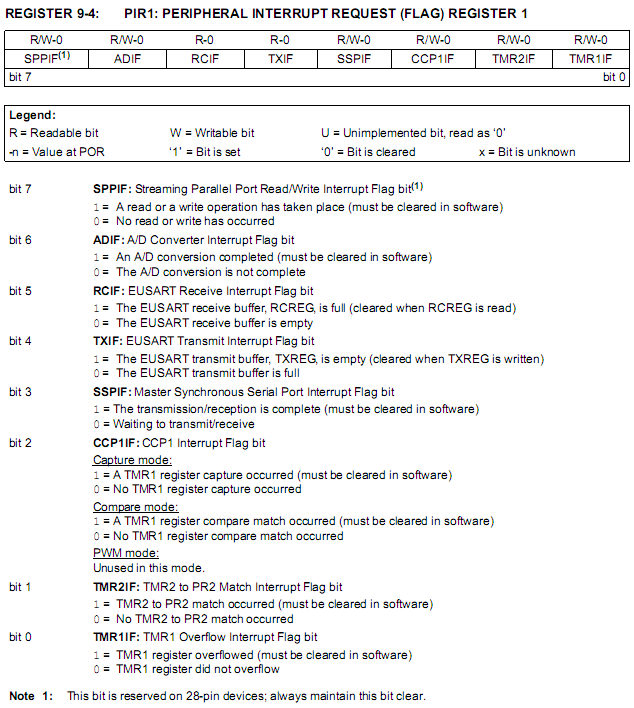 REGISTER 9-4: PIR1: PERIPHERAL INTERRUPT REQUEST (FLAG) REGISTER 1
R/W-0 R/W-0 R-0 R-0 R/W-0 R/W-0 R/W-0 R/W-0
SPPIF(1) ADIF RCIF TXIF SSPIF CCP1IF TMR2IF TMR1IF
bit 7 bit 0
Legend:
R = Readable bit W = Writable bit U = Unimplemented bit, read as ‘0’
-n = Value at POR ‘1’ = Bit is set ‘0’ = Bit is cleared x = Bit is unknown
bit 7 SPPIF: Streaming Parallel Port Read/Write Interrupt Flag bit(1)
1 = A read or a write operation has taken place (must be cleared in software)
0 = No read or write has occurred
bit 6 ADIF: A/D Converter Interrupt Flag bit
1 = An A/D conversion completed (must be cleared in software)
0 = The A/D conversion is not complete
bit 5 RCIF: EUSART Receive Interrupt Flag bit
1 = The EUSART receive buffer, RCREG, is full (cleared when RCREG is read)
0 = The EUSART receive buffer is empty
bit 4 TXIF: EUSART Transmit Interrupt Flag bit
1 = The EUSART transmit buffer, TXREG, is empty (cleared when TXREG is written)
0 = The EUSART transmit buffer is full
bit 3 SSPIF: Master Synchronous Serial Port Interrupt Flag bit
1 = The transmission/reception is complete (must be cleared in software)
0 = Waiting to transmit/receive
bit 2 CCP1IF: CCP1 Interrupt Flag bit
Capture mode:
1 = A TMR1 register capture occurred (must be cleared in software)
0 = No TMR1 register capture occurred
Compare mode:
1 = A TMR1 register compare match occurred (must be cleared in software)
0 = No TMR1 register compare match occurred
PWM mode:
Unused in this mode.
bit 1 TMR2IF: TMR2 to PR2 Match Interrupt Flag bit
1 = TMR2 to PR2 match occurred (must be cleared in software)
0 = No TMR2 to PR2 match occurred
bit 0 TMR1IF: TMR1 Overflow Interrupt Flag bit
1 = TMR1 register overflowed (must be cleared in software)
0 = TMR1 register did not overflow
Note 1: This bit is reserved on 28-pin devices; always maintain this bit clear.